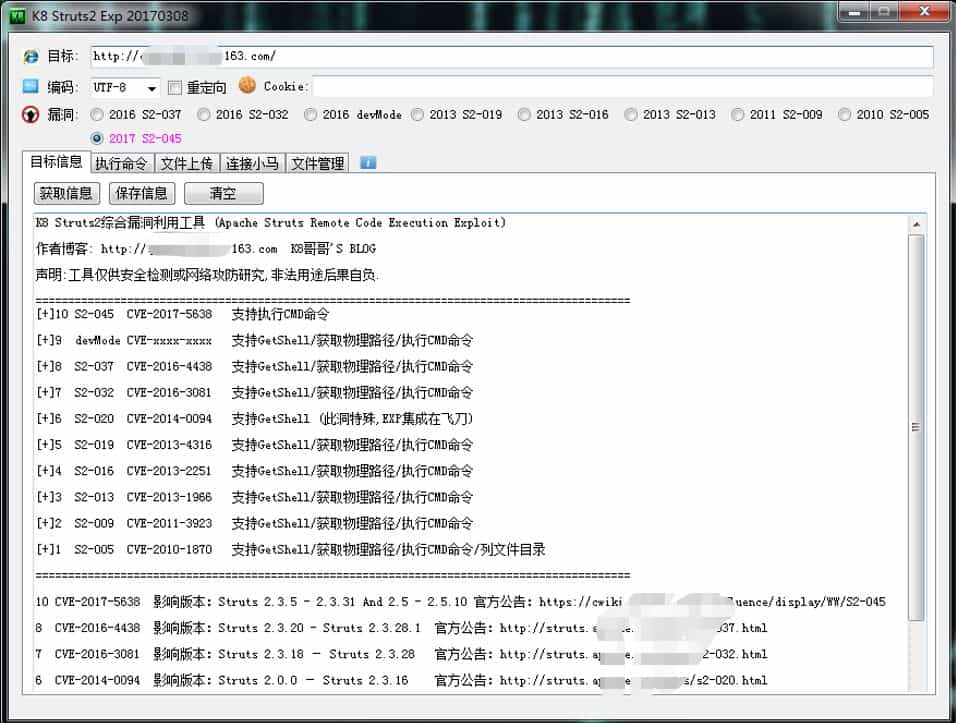 K8 Struts2 Exp 20170308
目标: http:// 163.com/
编码: UTF-8 重定向 Cookie:
漏洞: 2016 S2-037 2016 S2-032 2016 devMode 2013 S2-019 2013 S2-016 2013 S2-013 2011 S2-009 2010 S2-005
2017 S2-045
目标信息 执行命令 文件上传 连接小马 文件管理
获取信息 保存信息 清空
K8 Struts2综合漏洞利用工具 (Apache Struts Remote Code Execution Exploit)
作者博客: http:// 163.com K8哥哥'S BLOG
声明:工具仅供安全检测或网络攻防研究,非法用途后果自负.
==========================================================================================
[+]10 S2-045 CVE-2017-5638 支持执行CMD命令
[+]9 devMode CVE-xxxx-xxxx 支持GetShell/获取物理路径/执行CMD命令
[+]8 S2-037 CVE-2016-4438 支持GetShell/获取物理路径/执行CMD命令
[+]7 S2-032 CVE-2016-3081 支持GetShell/获取物理路径/执行CMD命令
[+]6 S2-020 CVE-2014-0094 支持GetShell (此洞特殊,EXP集成在飞刀)
[+]5 S2-019 CVE-2013-4316 支持GetShell/获取物理路径/执行CMD命令
[+]4 S2-016 CVE-2013-2251 支持GetShell/获取物理路径/执行CMD命令
[+]3 S2-013 CVE-2013-1966 支持GetShell/获取物理路径/执行CMD命令
[+]2 S2-009 CVE-2011-3923 支持GetShell/获取物理路径/执行CMD命令
[+]1 S2-005 CVE-2010-1870 支持GetShell/获取物理路径/执行CMD命令/列文件目录
==========================================================================================
10 CVE-2017-5638 影响版本: Struts 2.3.5 - 2.3.31 And 2.5 - 2.5.10 官方公告: https://cwiki uence/display/WW/S2-045
8 CVE-2016-4438 影响版本: Struts 2.3.20 - Struts 2.3.28.1 官方公告: http://struts. 37.html
7 CVE-2016-3081 影响版本: Struts 2.3.18 - Struts 2.3.28 官方公告: http://struts. 2-032.html
6 CVE-2014-0094 影响版本: Struts 2.0.0 - Struts 2.3.16 官方公告: http://struts. s/s2-020.html